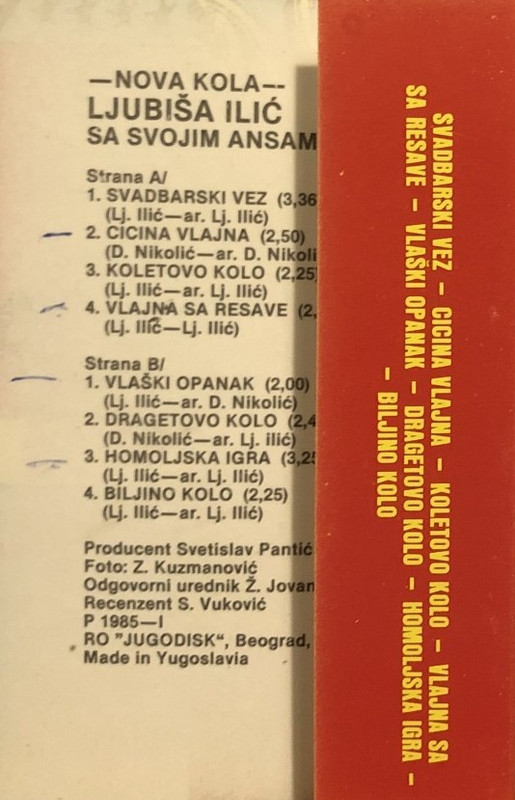 —NOVA KOLA--
LJUBIŠA ILIĆ
SA SVOJIM ANSAM
Strana A/
1. SVADBARSKI VEZ (3,36
(Lj. Ilić—ar. Lj. Ilić)
2. CICINA VLAJNA (2,50)
(D. Nikolić—ar. D. Nikoli
3. KOLETOVO KOLO (2,25)
(Lj. Ilić—ar. Lj. Ilić)
4. VLAJNA SA RESAVE (2,
(Lj. Ilić—Lj. Ilić)
Strana B/
1. VLAŠKI OPANAK (2,00)
(Lj. Ilić—ar. D. Nikolić)
2. DRAGETOVO KOLO (2,4
(D. Nikolić—ar. Lj. ilić)
3. HOMOLJSKA IGRA (3,25
(Lj. Ilić—ar. Lj. Ilić)
4. BILJINO KOLO (2,25)
(Lj. Ilić—ar. Lj. Ilić)
Producent Svetislav Pantić
Foto: Z. Kuzmanović
Odgovorni urednik Ž. Jovan
Recenzent S. Vuković
P 1985—I
RO "JUGODISK“, Beograd,
Made in Yugoslavia
SVADBARSKI VEZ – CICINA VLAJNA – KOLETOVO KOLO – VLAJNA SA
SA RESAVE – VLAŠKI OPANAK – DRAGETOVO KOLO – HOMOLJSKA IGRA –
– BILJINO KOLO